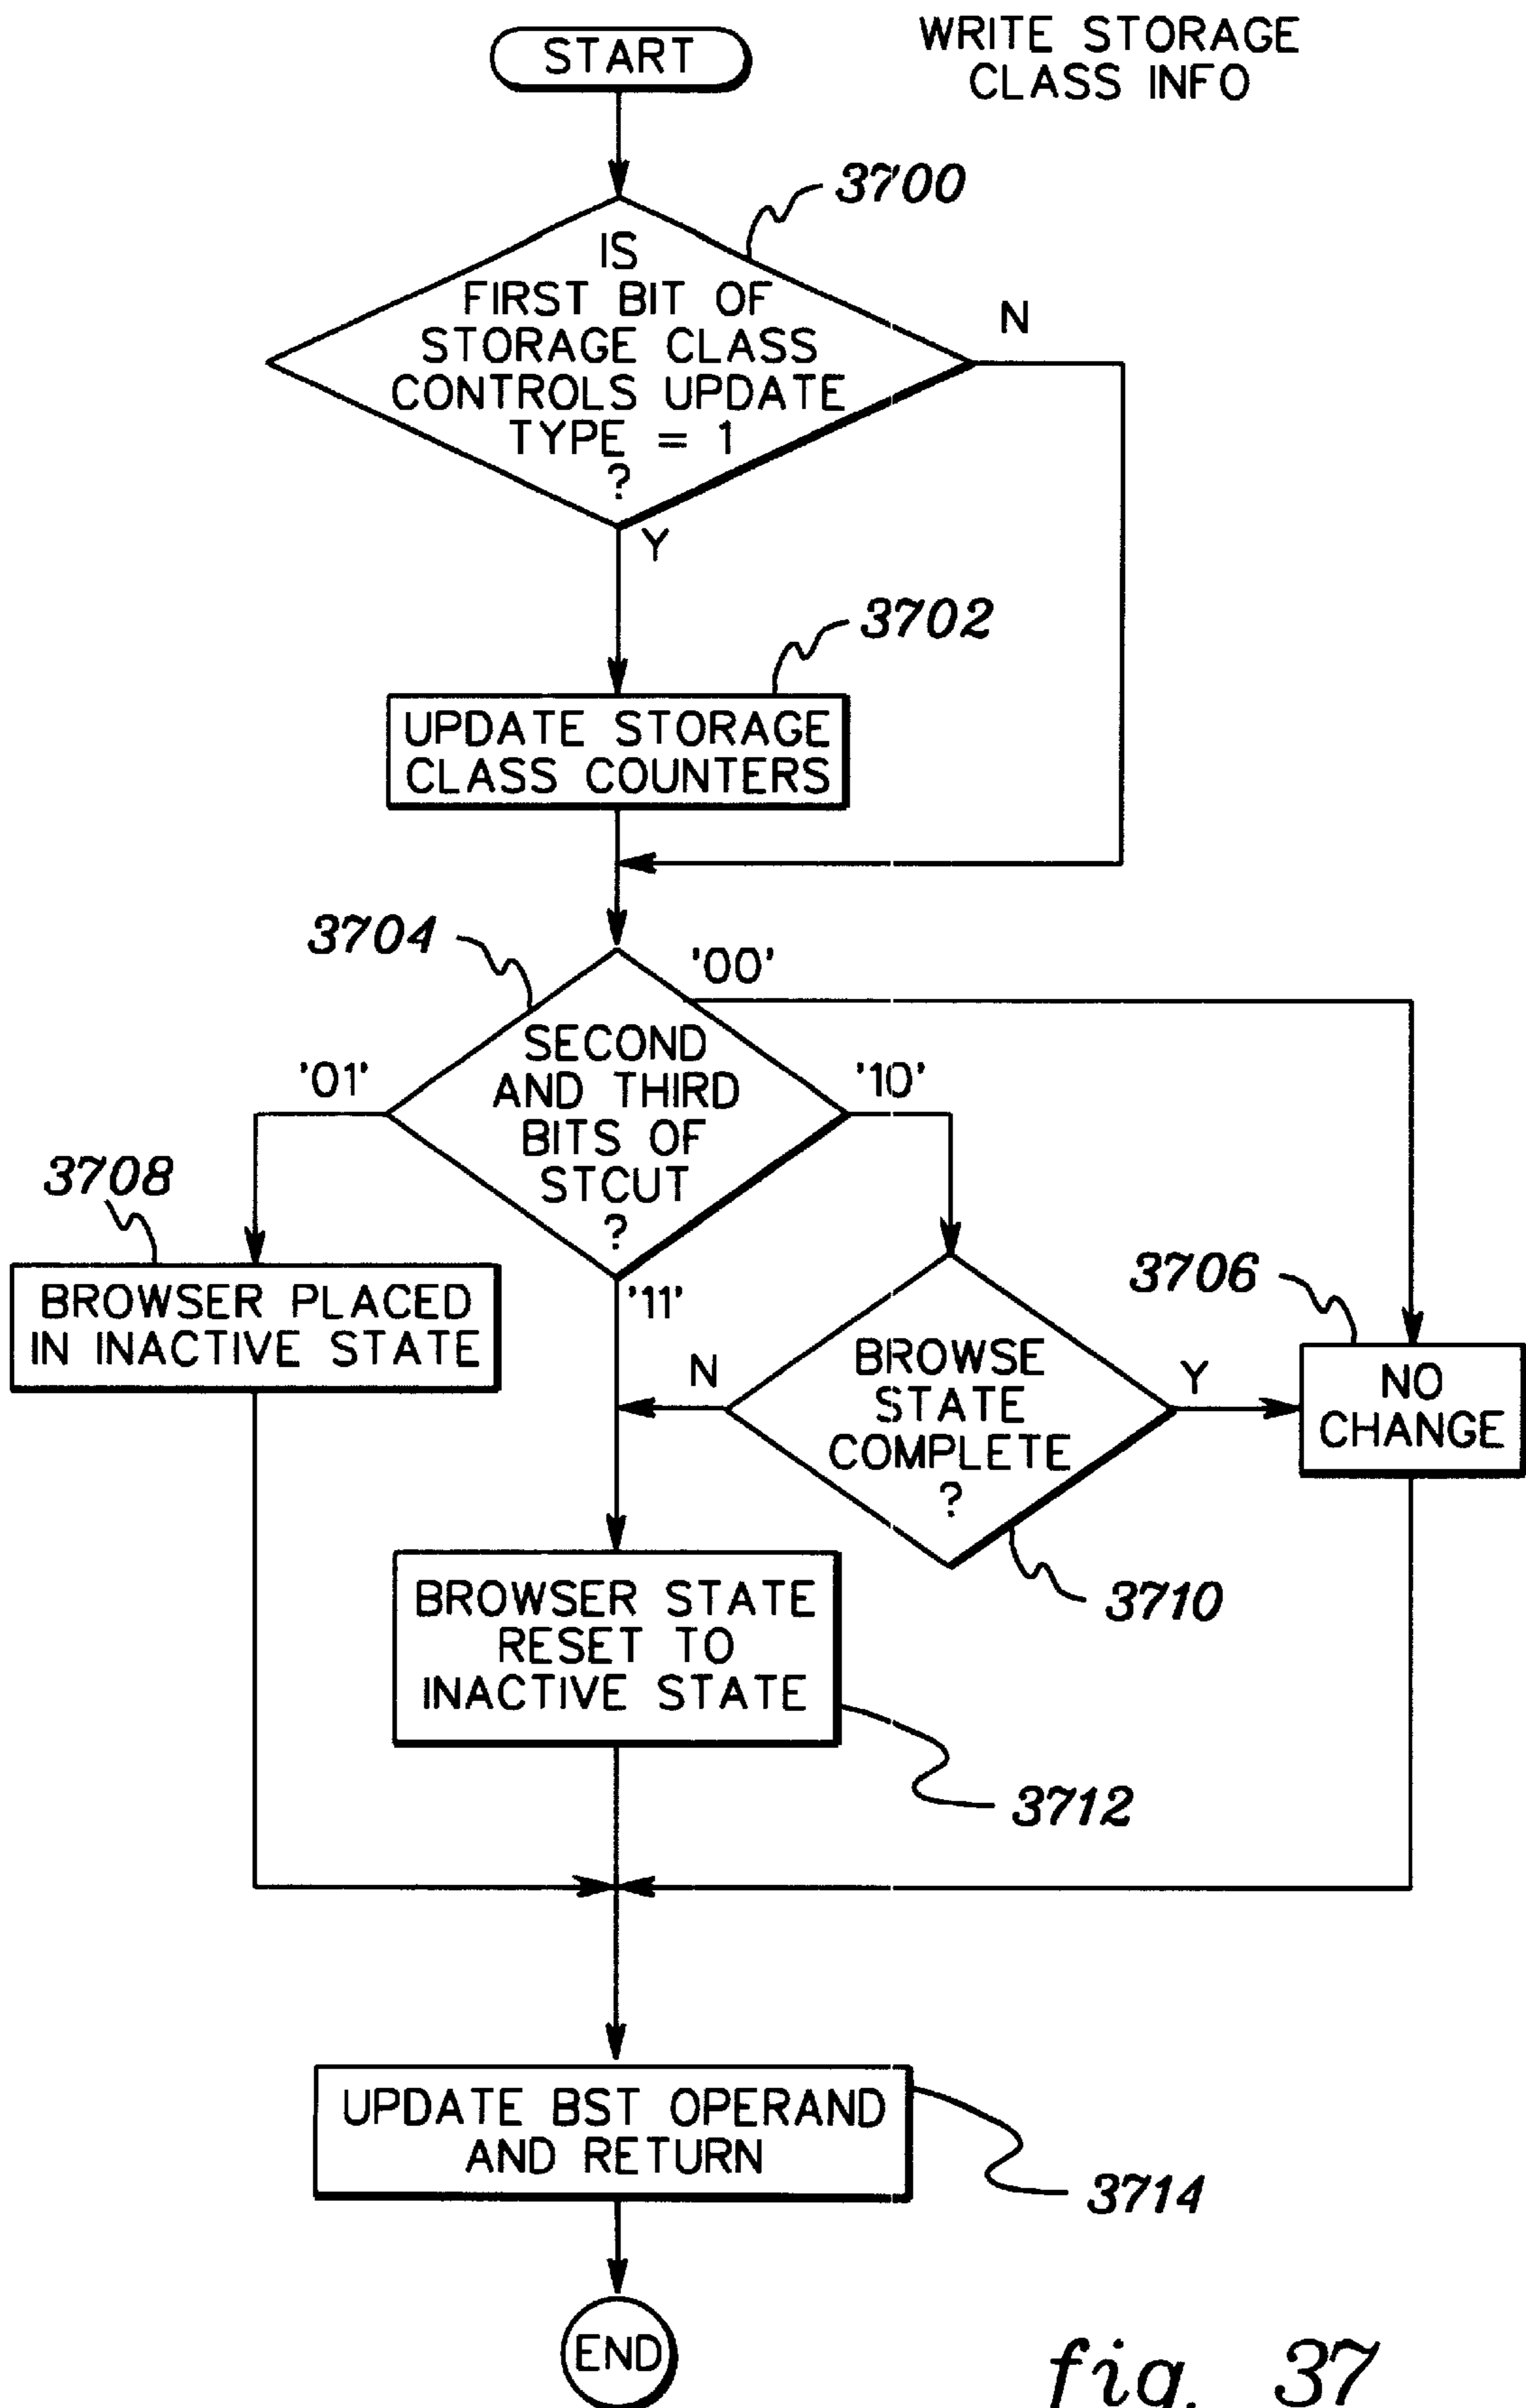 WRITE STORAGE
CLASS INFO
START
3700
IS
FIRST BIT OF
STORAGE CLASS
CONTROLS UPDATE
TYPE = 1
?
N
Y
3702
UPDATE STORAGE
CLASS COUNTERS
3704
'00'
SECOND
AND THIRD
BITS OF
STCUT
?
'01'
'10'
'11'
3708
BROWSER PLACED
IN INACTIVE STATE
3706
NO
CHANGE
BROWSE
STATE
COMPLETE
?
N
Y
3710
BROWSER STATE
RESET TO
INACTIVE STATE
3712
UPDATE BST OPERAND
AND RETURN
3714
END
fig. 37